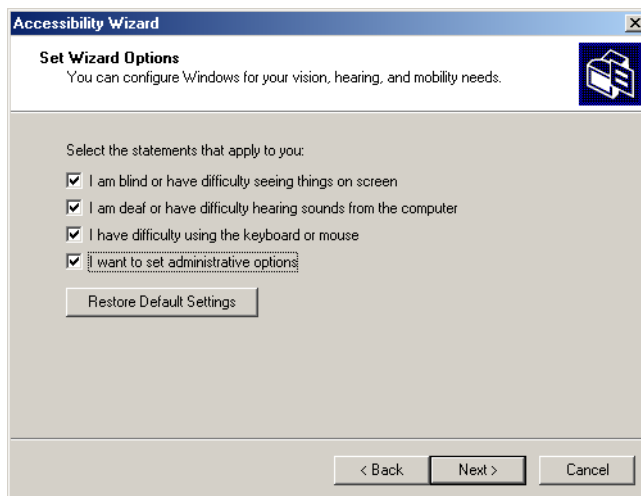 Accessibility Wizard
Set Wizard Options
You can configure Windows for your vision, hearing, and mobility needs.
Select the statements that apply to you:
I am blind or have difficulty seeing things on screen
I am deaf or have difficulty hearing sounds from the computer
I have difficulty using the keyboard or mouse
I want to set administrative options
Restore Default Settings
< Back Next > Cancel